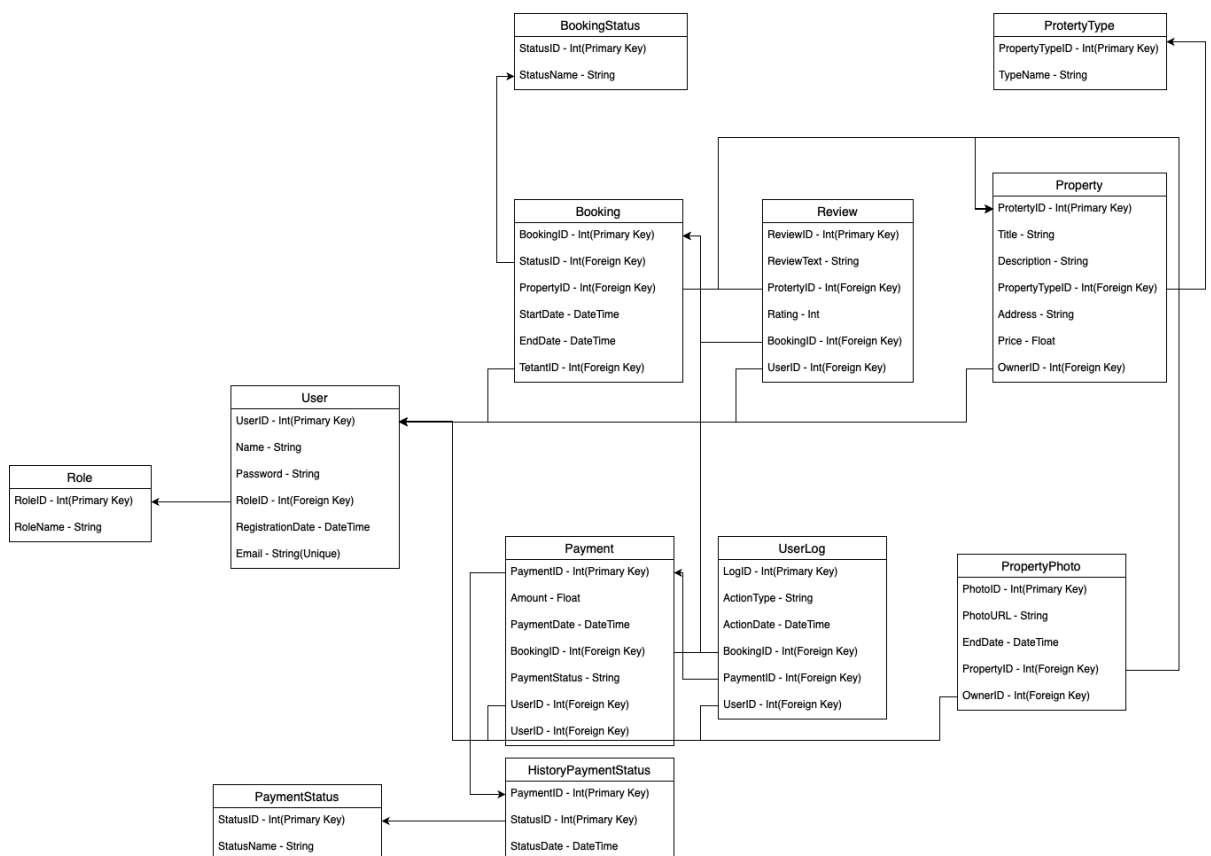 BookingStatus
StatusID - Int(Primary Key)
StatusName - String
ProtertyType
PropertyTypeID - Int(Primary Key)
TypeName - String
Booking
BookingID - Int(Primary Key)
StatusID - Int(Foreign Key)
PropertyID - Int(Foreign Key)
StartDate - DateTime
EndDate - DateTime
TetantID - Int(Foreign Key)
Review
ReviewID - Int(Primary Key)
ReviewText - String
ProtertyID - Int(Foreign Key)
Rating - Int
BookingID - Int(Foreign Key)
UserID - Int(Foreign Key)
Property
ProtertyID - Int(Primary Key)
Title - String
Description - String
PropertyTypeID - Int(Foreign Key)
Address - String
Price - Float
OwnerID - Int(Foreign Key)
User
UserID - Int(Primary Key)
Name - String
Password - String
RoleID - Int(Foreign Key)
RegistrationDate - DateTime
Email - String(Unique)
Role
RoleID - Int(Primary Key)
RoleName - String
Payment
PaymentID - Int(Primary Key)
Amount - Float
PaymentDate - DateTime
BookingID - Int(Foreign Key)
PaymentStatus - String
UserID - Int(Foreign Key)
UserID - Int(Foreign Key)
UserLog
LogID - Int(Primary Key)
ActionType - String
ActionDate - DateTime
BookingID - Int(Foreign Key)
PaymentID - Int(Foreign Key)
UserID - Int(Foreign Key)
PropertyPhoto
PhotoID - Int(Primary Key)
PhotoURL - String
EndDate - DateTime
PropertyID - Int(Foreign Key)
OwnerID - Int(Foreign Key)
HistoryPaymentStatus
PaymentID - Int(Primary Key)
StatusID - Int(Primary Key)
StatusDate - DateTime
PaymentStatus
StatusID - Int(Primary Key)
StatusName - String